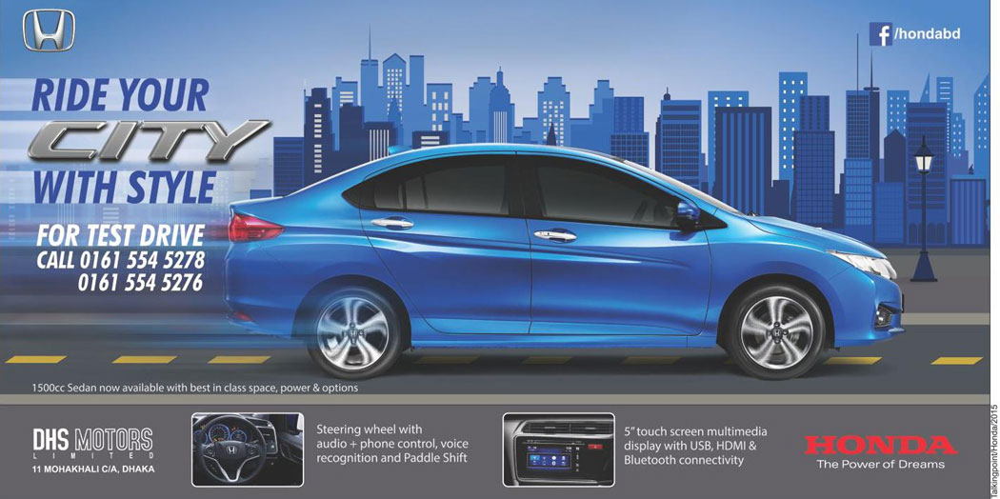 /hondabd
RIDE YOUR
CITY
WITH STYLE
FOR TEST DRIVE
CALL 0161 554 5278
0161 554 5276
1500cc Sedan now available with best in class space, power & options
DHS MOTORS
LIMITED
11 MOHAKHALI C/A, DHAKA
Steering wheel with
audio + phone control, voice
recognition and Paddle Shift
5” touch screen multimedia
display with USB, HDMI &
Bluetooth connectivity
HONDA
The Power of Dreams
alkingpoint/Honda/2015